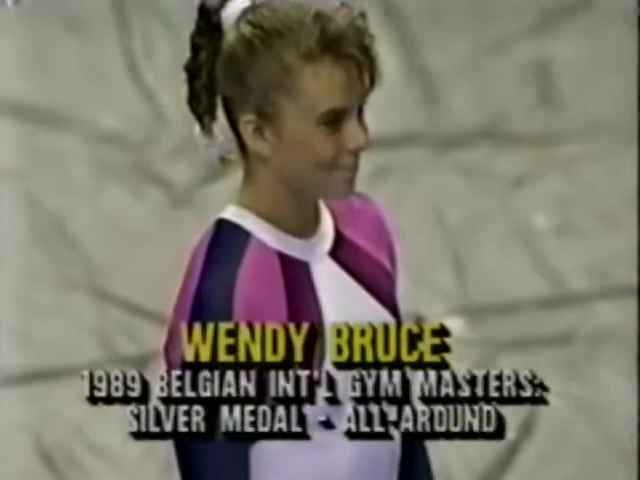 WENDY BRUCE
1989 BELGIAN INT'L GYM MASTERS:
SILVER MEDAL - ALL-AROUND